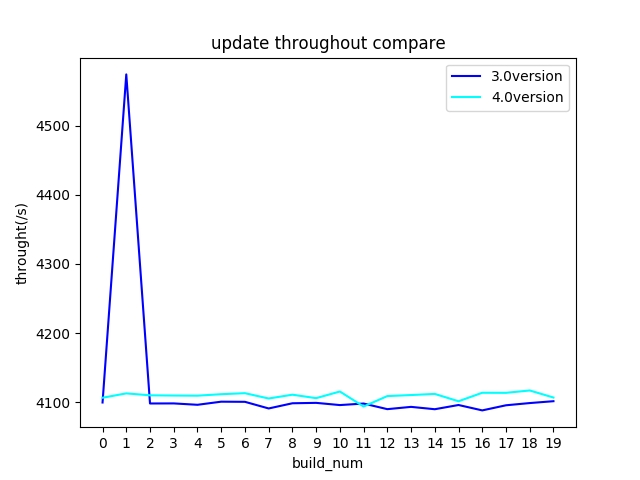 update throughout compare
3.0version
4.0version
throught(/s)
4500
4400
4300
4200
4100
0 1 2 3 4 5 6 7 8 9 10 11 12 13 14 15 16 17 18 19
build_num